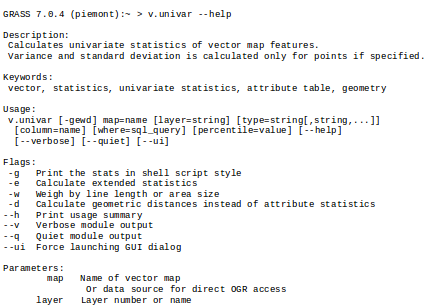 GRASS 7.0.4 (piemont):~ > v.univar --help
Description:
Calculates univariate statistics of vector map features.
Variance and standard deviation is calculated only for points if specified.
Keywords:
vector, statistics, univariate statistics, attribute table, geometry
Usage:
v.univar [-gewd] map=name [layer=string] [type=string[,string,...]]
[column=name] [where=sql_query] [percentile=value] [--help]
[--verbose] [--quiet] [--ui]
Flags:
-g Print the stats in shell script style
-e Calculate extended statistics
-w Weigh by line length or area size
-d Calculate geometric distances instead of attribute statistics
--h Print usage summary
--v Verbose module output
--q Quiet module output
--ui Force launching GUI dialog
Parameters:
map Name of vector map
Or data source for direct OGR access
layer Layer number or name